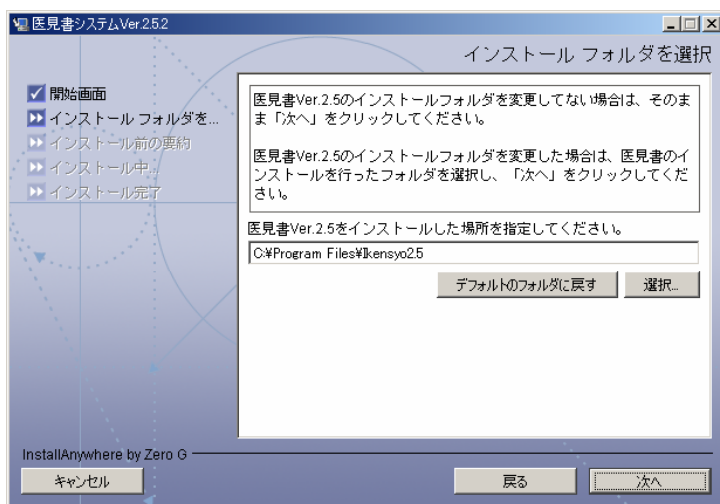 医見書システムVer.2.5.2
インストール フォルダを選択
開始画面
インストール フォルダを...
インストール前の要約
インストール中...
インストール完了
医見書Ver.2.5のインストールフォルダを変更してない場合は、そのま
ま「次へ」をクリックしてください。
医見書Ver.2.5のインストールフォルダを変更した場合は、医見書のイ
ンストールを行ったフォルダを選択し、「次へ」をクリックしてくだ
さい。
医見書Ver.2.5をインストールした場所を指定してください。
C:¥Program Files¥Ikensyo2.5
デフォルトのフォルダに戻す
選択...
InstallAnywhere by Zero G
キャンセル
戻る
次へ